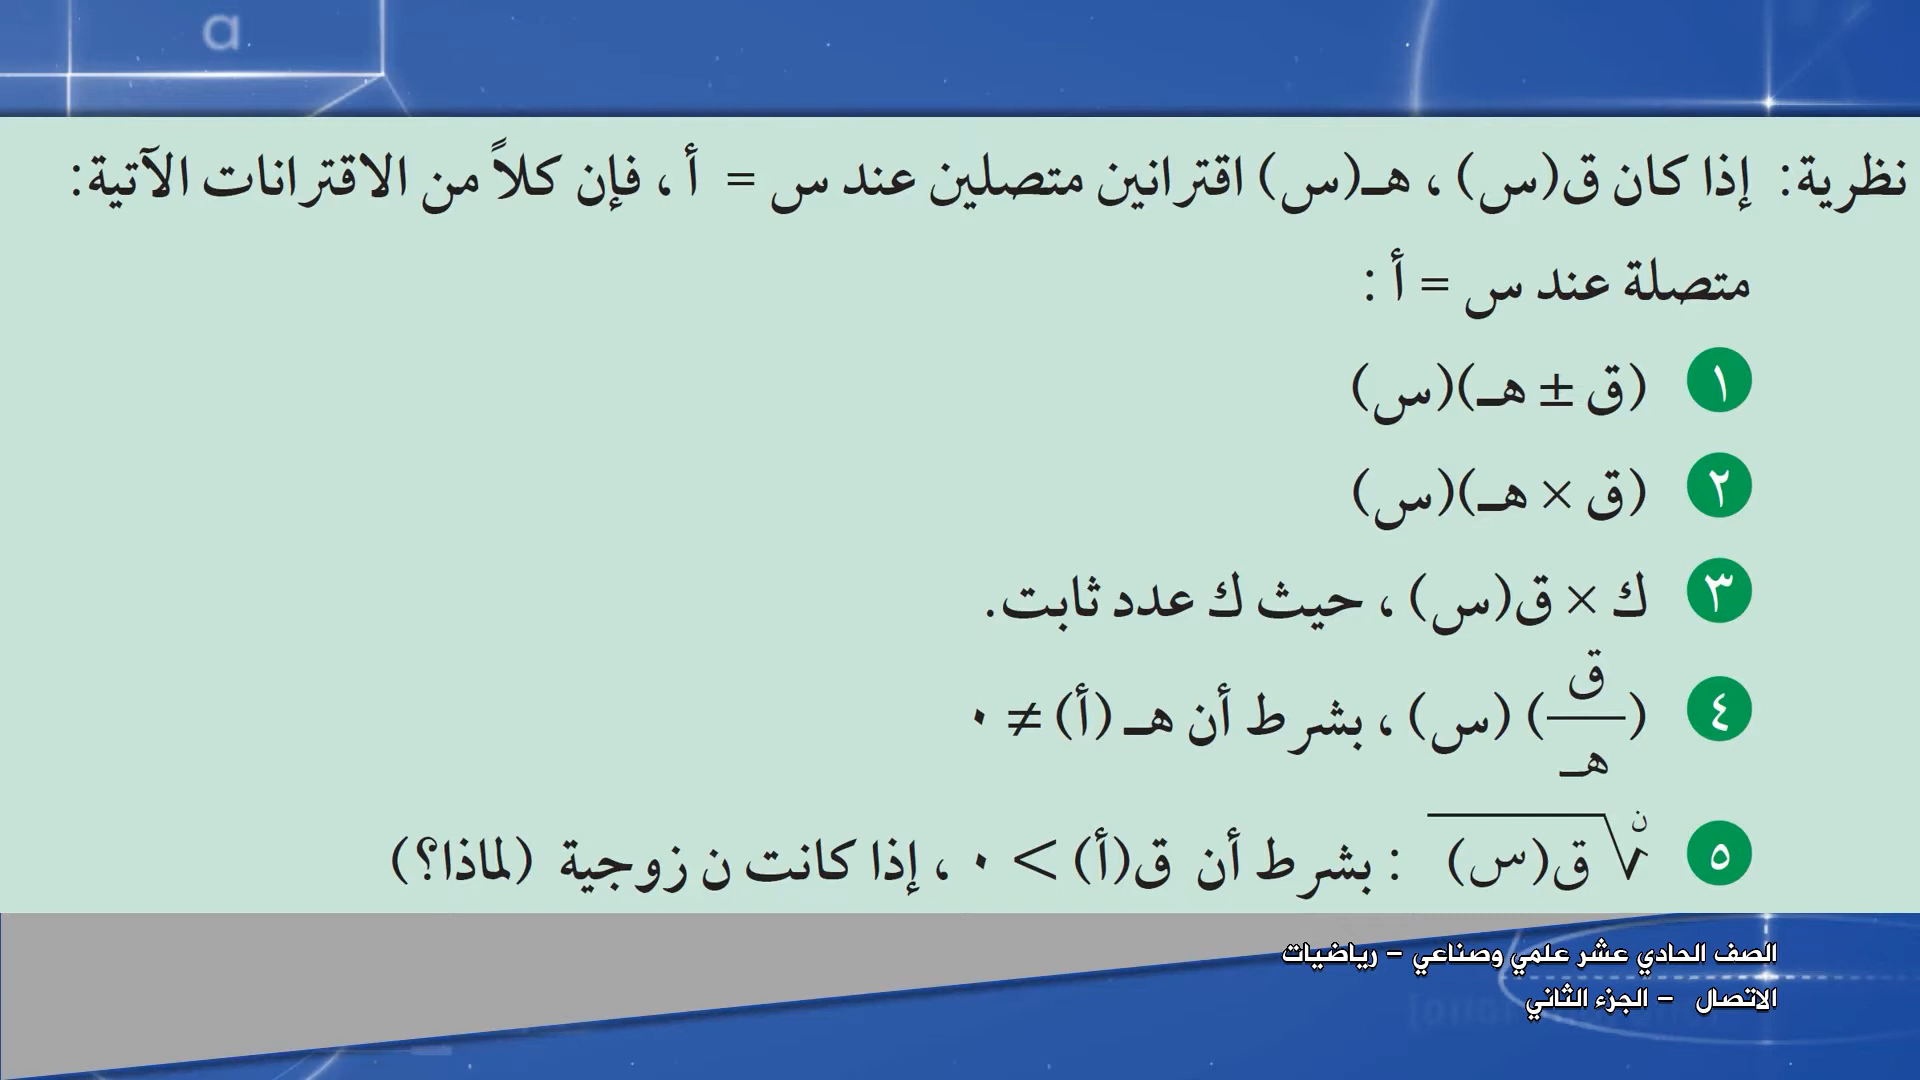 a
نظرية: إذا كان ق(س) ، هـ(س) اقترانين متصلين عند س = أ ، فإن كلاً من الاقترانات الآتية:
متصلة عند س = أ :
١ (ق ± هـ)(س)
٢ (ق × هـ)(س)
٣ ك × ق(س) ، حيث ك عدد ثابت.
٤ (ق/هـ) (س) ، بشرط أن هـ (أ) ≠ ٠
٥ ن√ق(س) : بشرط أن ق(أ) > ٠ ، إذا كانت ن زوجية (لماذا؟)
الصف الحادي عشر علمي وصناعي – رياضيات
الاتصال – الجزء الثاني